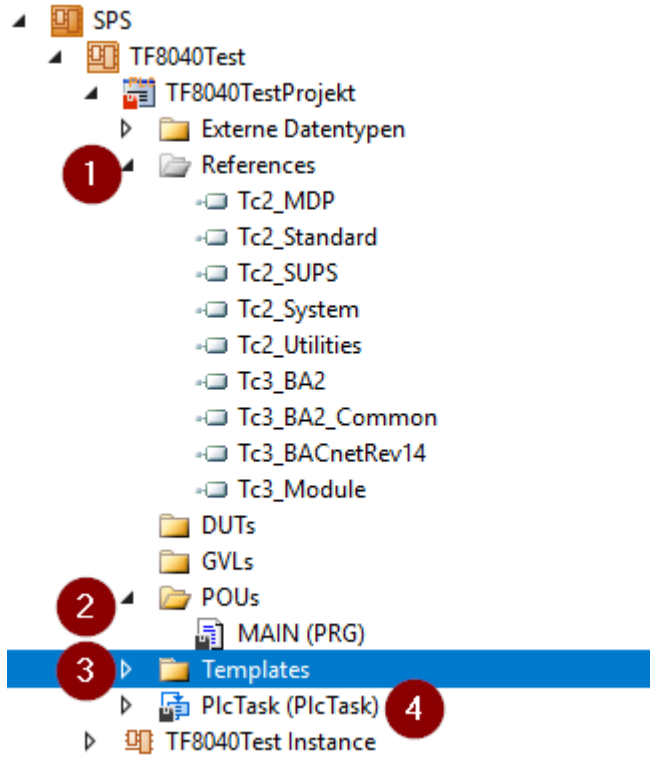 SPS
TF8040Test
TF8040TestProjekt
Externe Datentypen
1 References
Tc2_MDP
Tc2_Standard
Tc2_SUPS
Tc2_System
Tc2_Utilities
Tc3_BA2
Tc3_BA2_Common
Tc3_BACnetRev14
Tc3_Module
DUTs
GVLs
2 POUs
MAIN (PRG)
3 Templates
PlcTask (PlcTask) 4
TF8040Test Instance